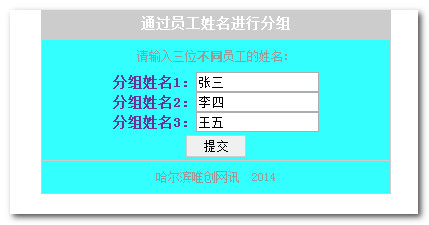 通过员工姓名进行分组
请输入三位不同员工的姓名：
分组姓名1： 张三
分组姓名2： 李四
分组姓名3： 王五
提交
哈尔滨唯创网讯 2014